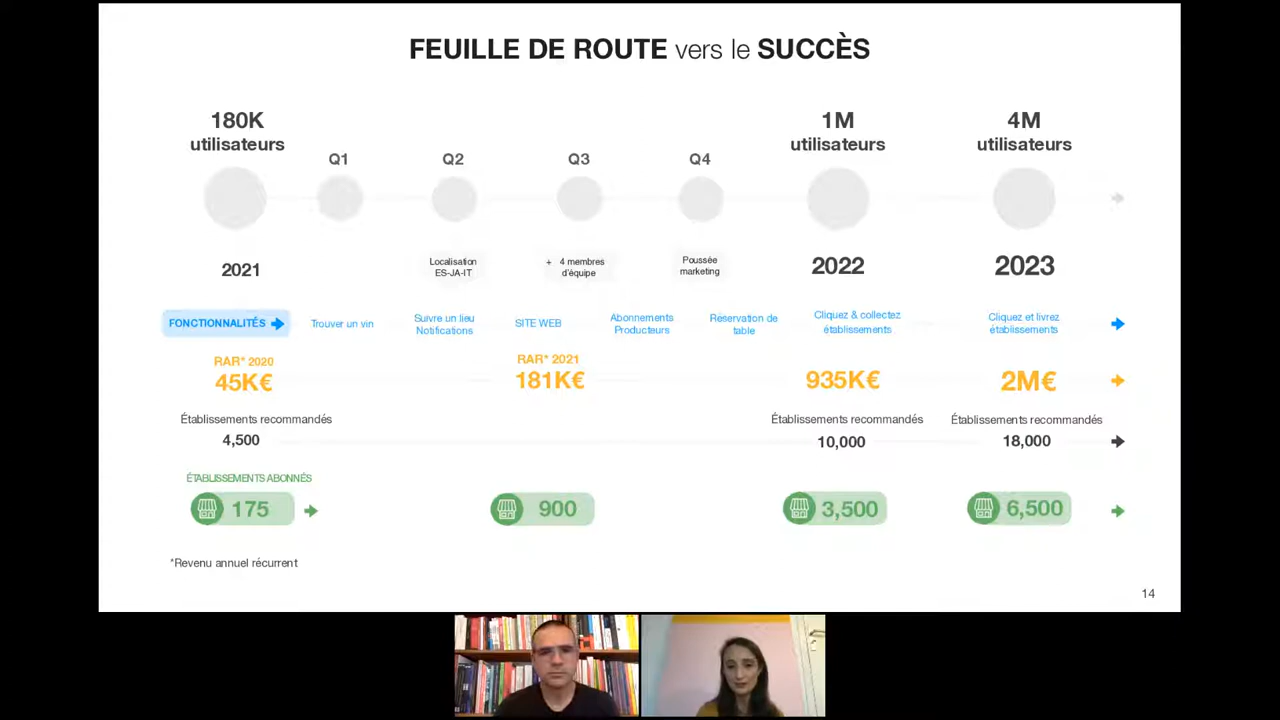 FEUILLE DE ROUTE vers le SUCCÈS
180K
utilisateurs
Q1
Q2
Q3
Q4
1M
utilisateurs
4M
utilisateurs
2021
Localisation
ES-JA-IT
+ 4 membres
d'équipe
Poussée
marketing
2022
2023
FONCTIONNALITÉS
Trouver un vin
Suivre un lieu
Notifications
SITE WEB
Abonnements
Producteurs
Reservation de
table
Cliquez & collectez
établissements
Cliquez et livrez
établissements
RAR* 2020
45K€
RAR* 2021
181K€
935K€
2M€
Établissements recommandés
4,500
Établissements recommandés
10,000
Établissements recommandés
18,000
ÉTABLISSEMENTS ABONNÉS
175
900
3,500
6,500
*Revenu annuel récurrent
14